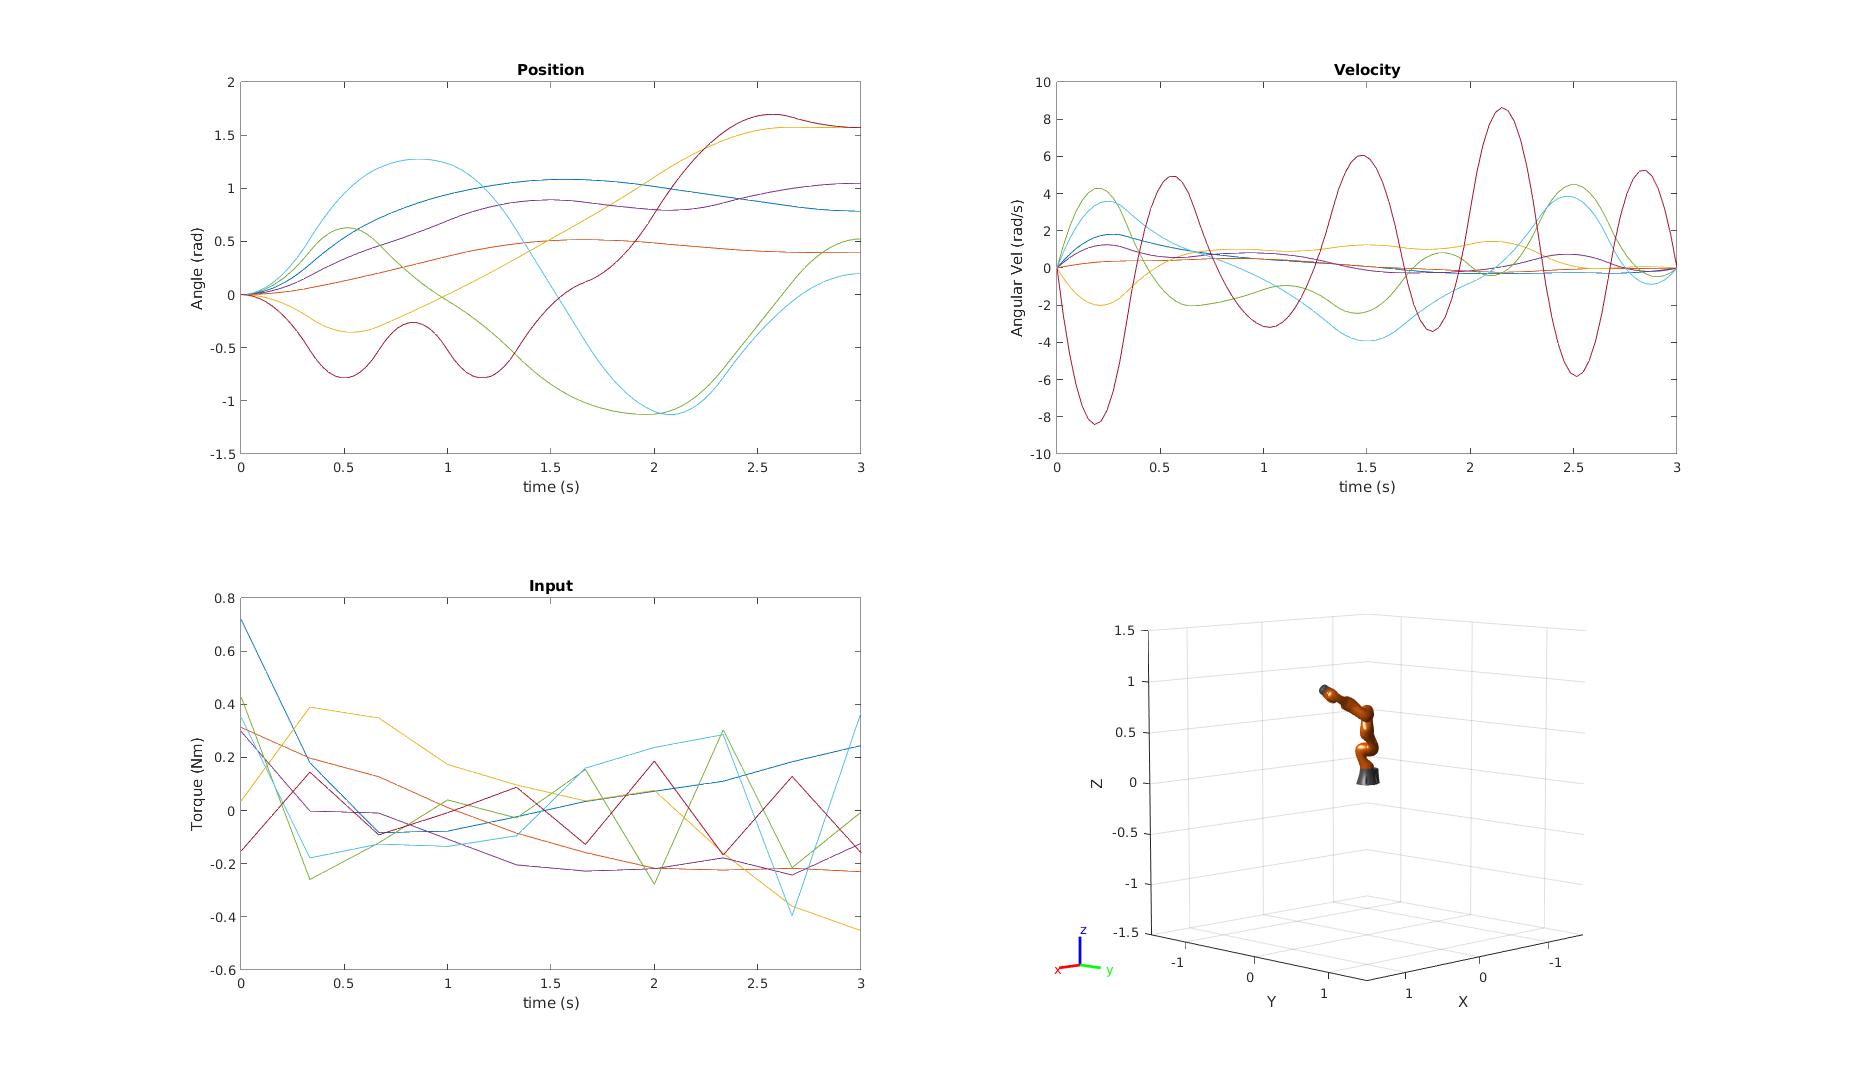 Position
2
1.5
1
0.5
0
-0.5
-1
-1.5
Angle (rad)
0 0.5 1 1.5 2 2.5 3
time (s)
Velocity
10
8
6
4
2
0
-2
-4
-6
-8
-10
Angular Vel (rad/s)
0 0.5 1 1.5 2 2.5 3
time (s)
Input
0.8
0.6
0.4
0.2
0
-0.2
-0.4
-0.6
Torque (Nm)
0 0.5 1 1.5 2 2.5 3
time (s)
1.5
1
0.5
0
-0.5
-1
-1.5
Z
-1 0 1
Y
1 0 -1
X
z
x y